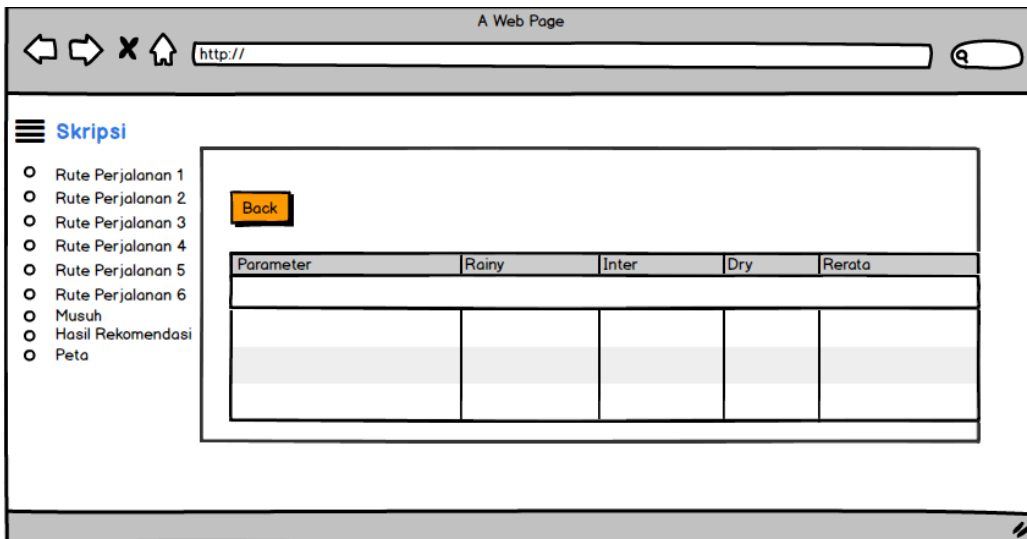 A Web Page
http://
Skripsi
Rute Perjalanan 1
Rute Perjalanan 2
Rute Perjalanan 3
Rute Perjalanan 4
Rute Perjalanan 5
Rute Perjalanan 6
Musuh
Hasil Rekomendasi
Peta
Back
Parameter Rainy Inter Dry Rerata